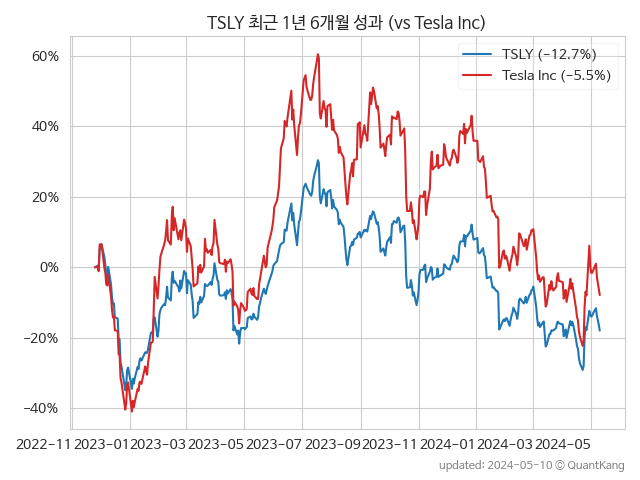 TSLY 최근 1년 6개월 성과 (vs Tesla Inc)
TSLY (−12.7%)
Tesla Inc (−5.5%)
60%
40%
20%
0%
−20%
−40%
2022−11 2023−01 2023−03 2023−05 2023−07 2023−09 2023−11 2024−01 2024−03 2024−05
updated: 2024-05-10 ⓒ QuantKang